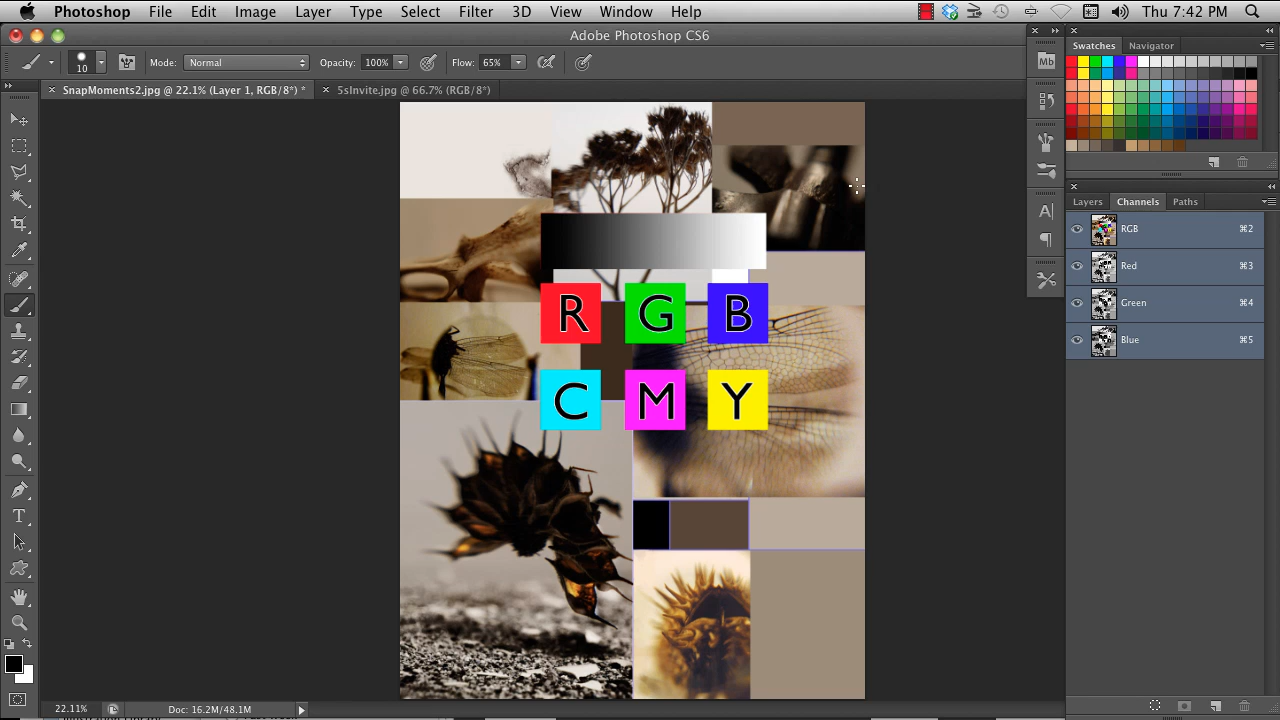 Photoshop File Edit Image Layer Type Select Filter 3D View Window Help Thu 7:42 PM
Adobe Photoshop CS6
10 Mode: Normal Opacity: 100% Flow: 65%
SnapMoments2.jpg @ 22.1% (Layer 1, RGB/8*) * 5sInvite.jpg @ 66.7% (RGB/8*)
Swatches Navigator
Mb
Layers Channels Paths
RGB ⌘2
Red ⌘3
Green ⌘4
Blue ⌘5
R G B
C M Y
22.11% Doc: 16.2M/48.1M